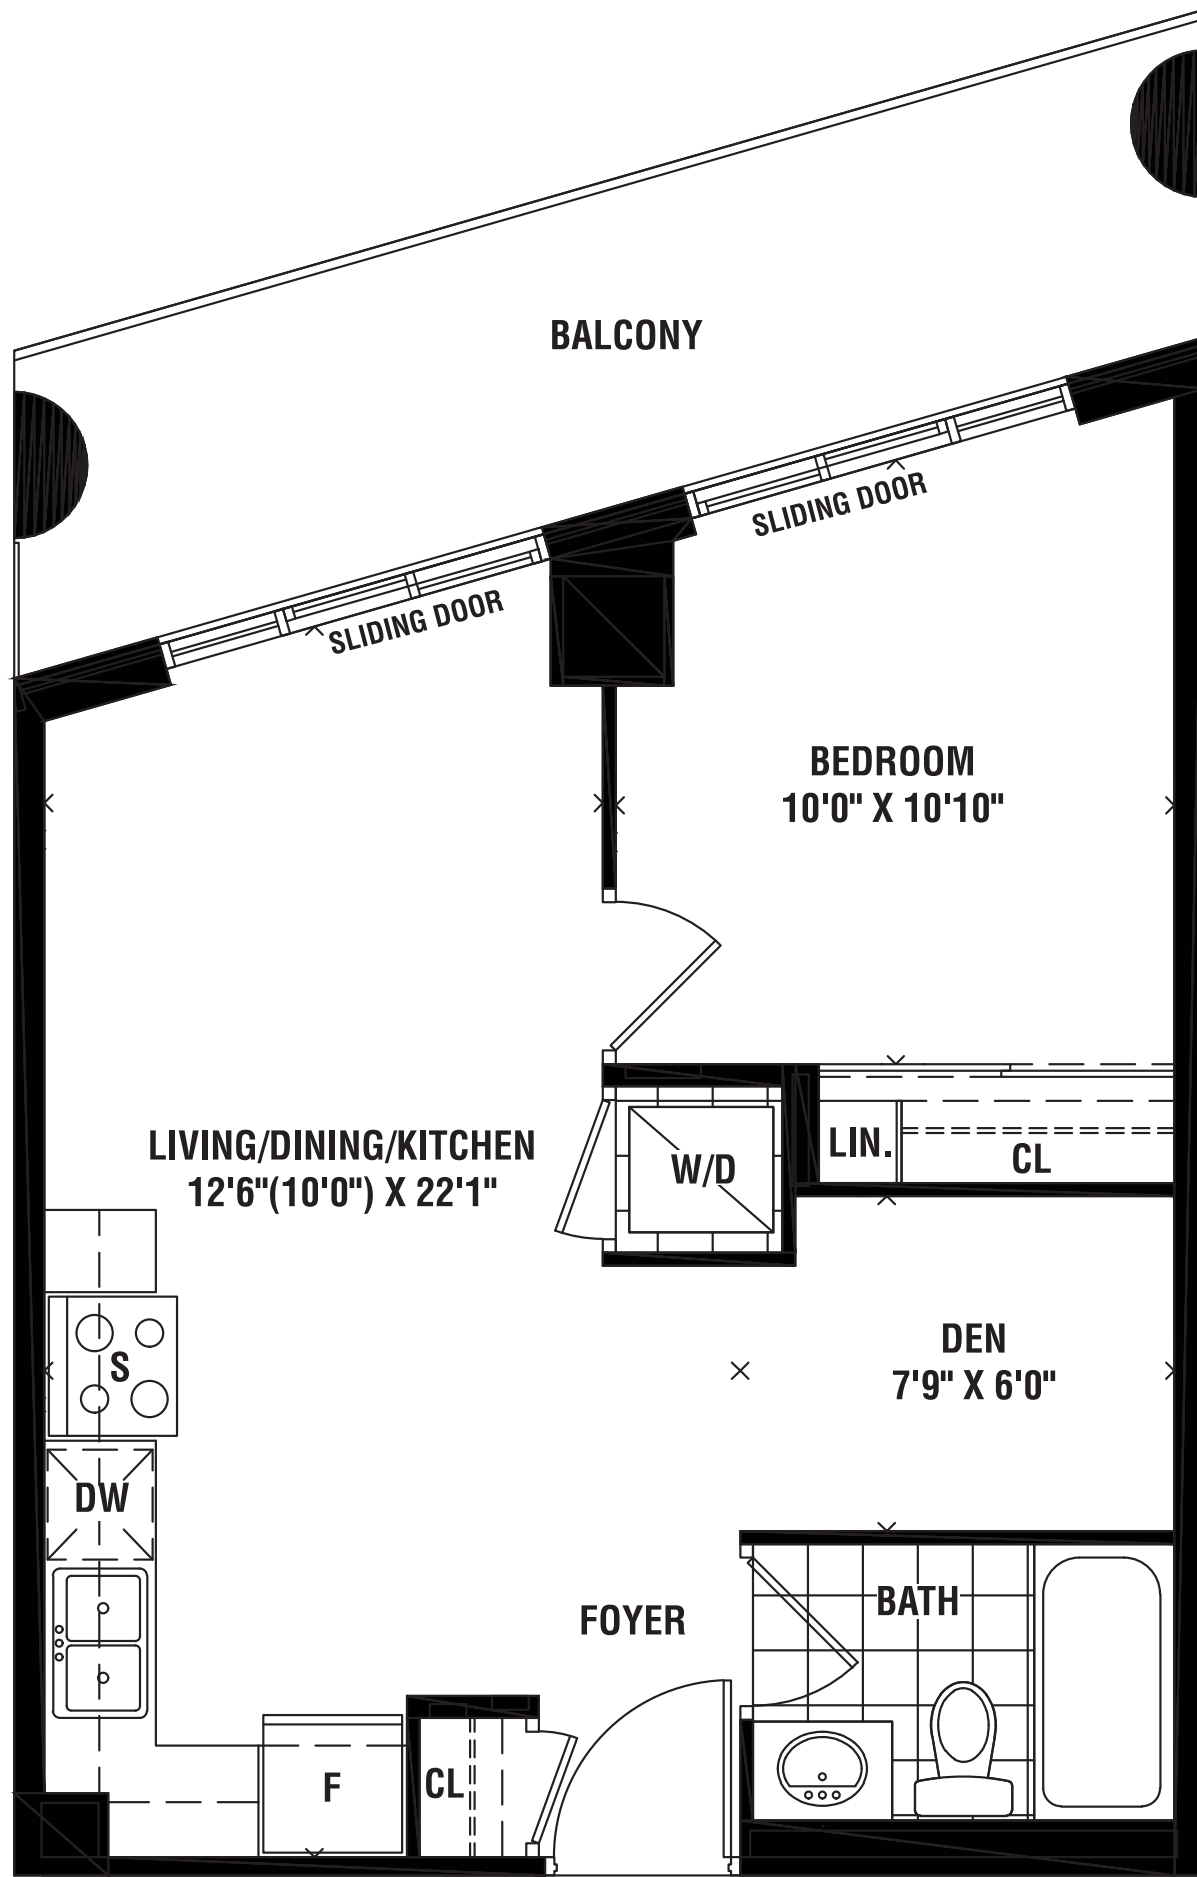 BALCONY
SLIDING DOOR
SLIDING DOOR
BEDROOM
10'0" X 10'10"
LIVING/DINING/KITCHEN
12'6"(10'0") X 22'1"
W/D
LIN.
CL
S
DEN
7'9" X 6'0"
DW
FOYER
BATH
F
CL